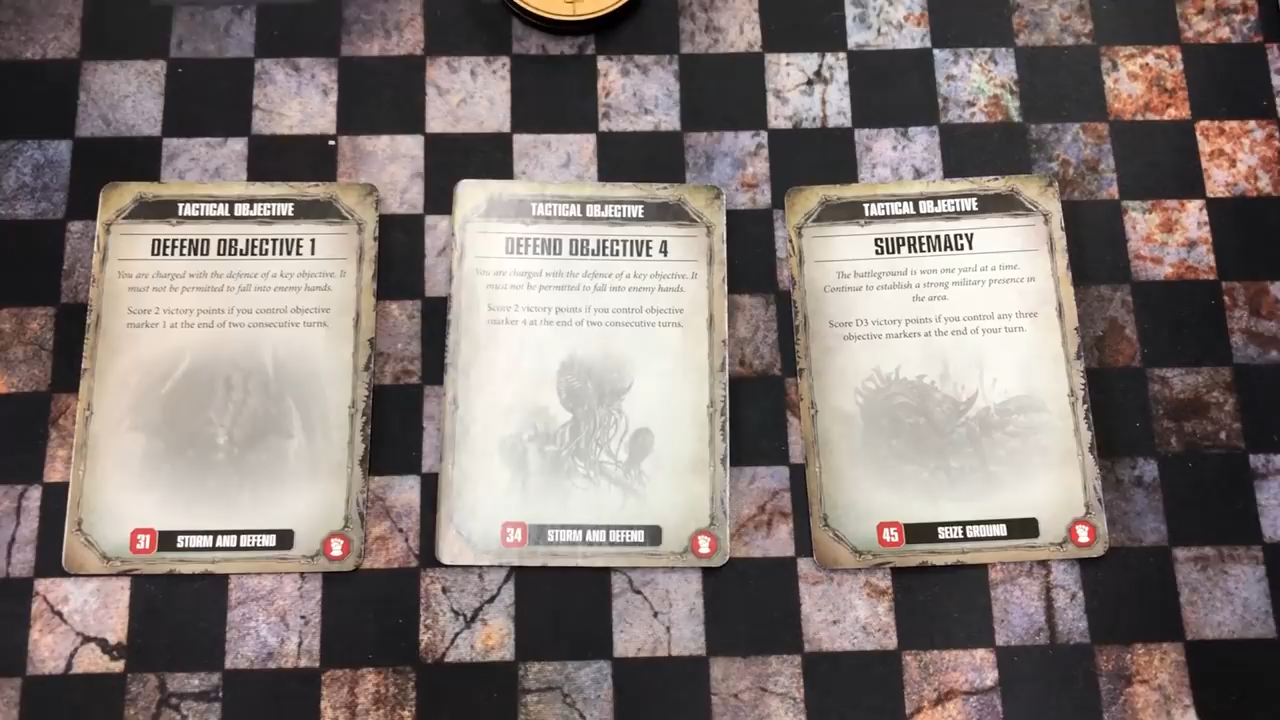 TACTICAL OBJECTIVE
DEFEND OBJECTIVE 1
You are charged with the defence of a key objective. It
must not be permitted to fall into enemy hands.
Score 2 victory points if you control objective
marker 1 at the end of two consecutive turns.
31
STORM AND DEFEND
TACTICAL OBJECTIVE
DEFEND OBJECTIVE 4
You are charged with the defence of a key objective. It
must not be permitted to fall into enemy hands.
Score 2 victory points if you control objective
marker 4 at the end of two consecutive turns.
34
STORM AND DEFEND
TACTICAL OBJECTIVE
SUPREMACY
The battleground is won one yard at a time.
Continue to establish a strong military presence in
the area.
Score D3 victory points if you control any three
objective markers at the end of your turn.
45
SEIZE GROUND